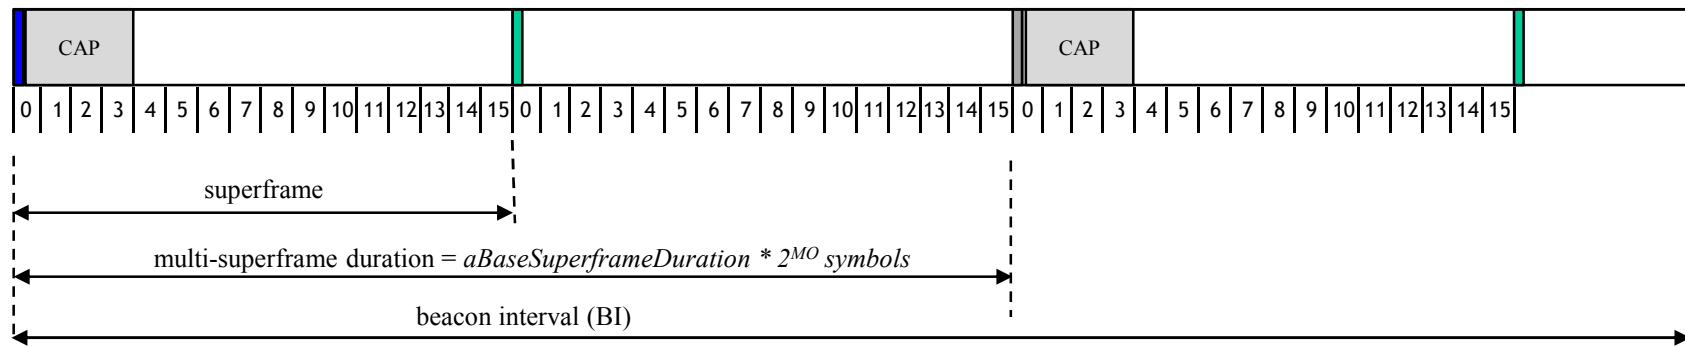 CAP CAP
0 1 2 3 4 5 6 7 8 9 10 11 12 13 14 15 0 1 2 3 4 5 6 7 8 9 10 11 12 13 14 15 0 1 2 3 4 5 6 7 8 9 10 11 12 13 14 15
superframe
multi-superframe duration = aBaseSuperframeDuration * 2^MO symbols
beacon interval (BI)